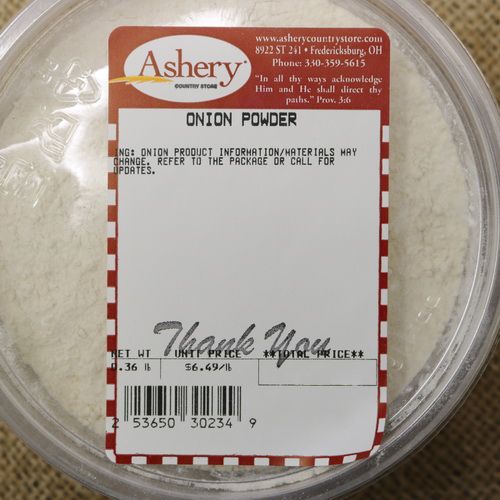 Ashery
COUNTRY STORE
www.asherycountrystore.com
8922 ST 241 • Fredericksburg, OH
Phone: 330-359-5615
"In all thy ways acknowledge
Him and He shall direct thy
paths." Prov. 3:6
ONION POWDER
ING: ONION PRODUCT INFORMATION/MATERIALS MAY
CHANGE. REFER TO THE PACKAGE OR CALL FOR
UPDATES.
Thank You
NET WT UNIT PRICE **TOTAL PRICE**
0.36 lb $6.49/lb
2 53650 30234 9